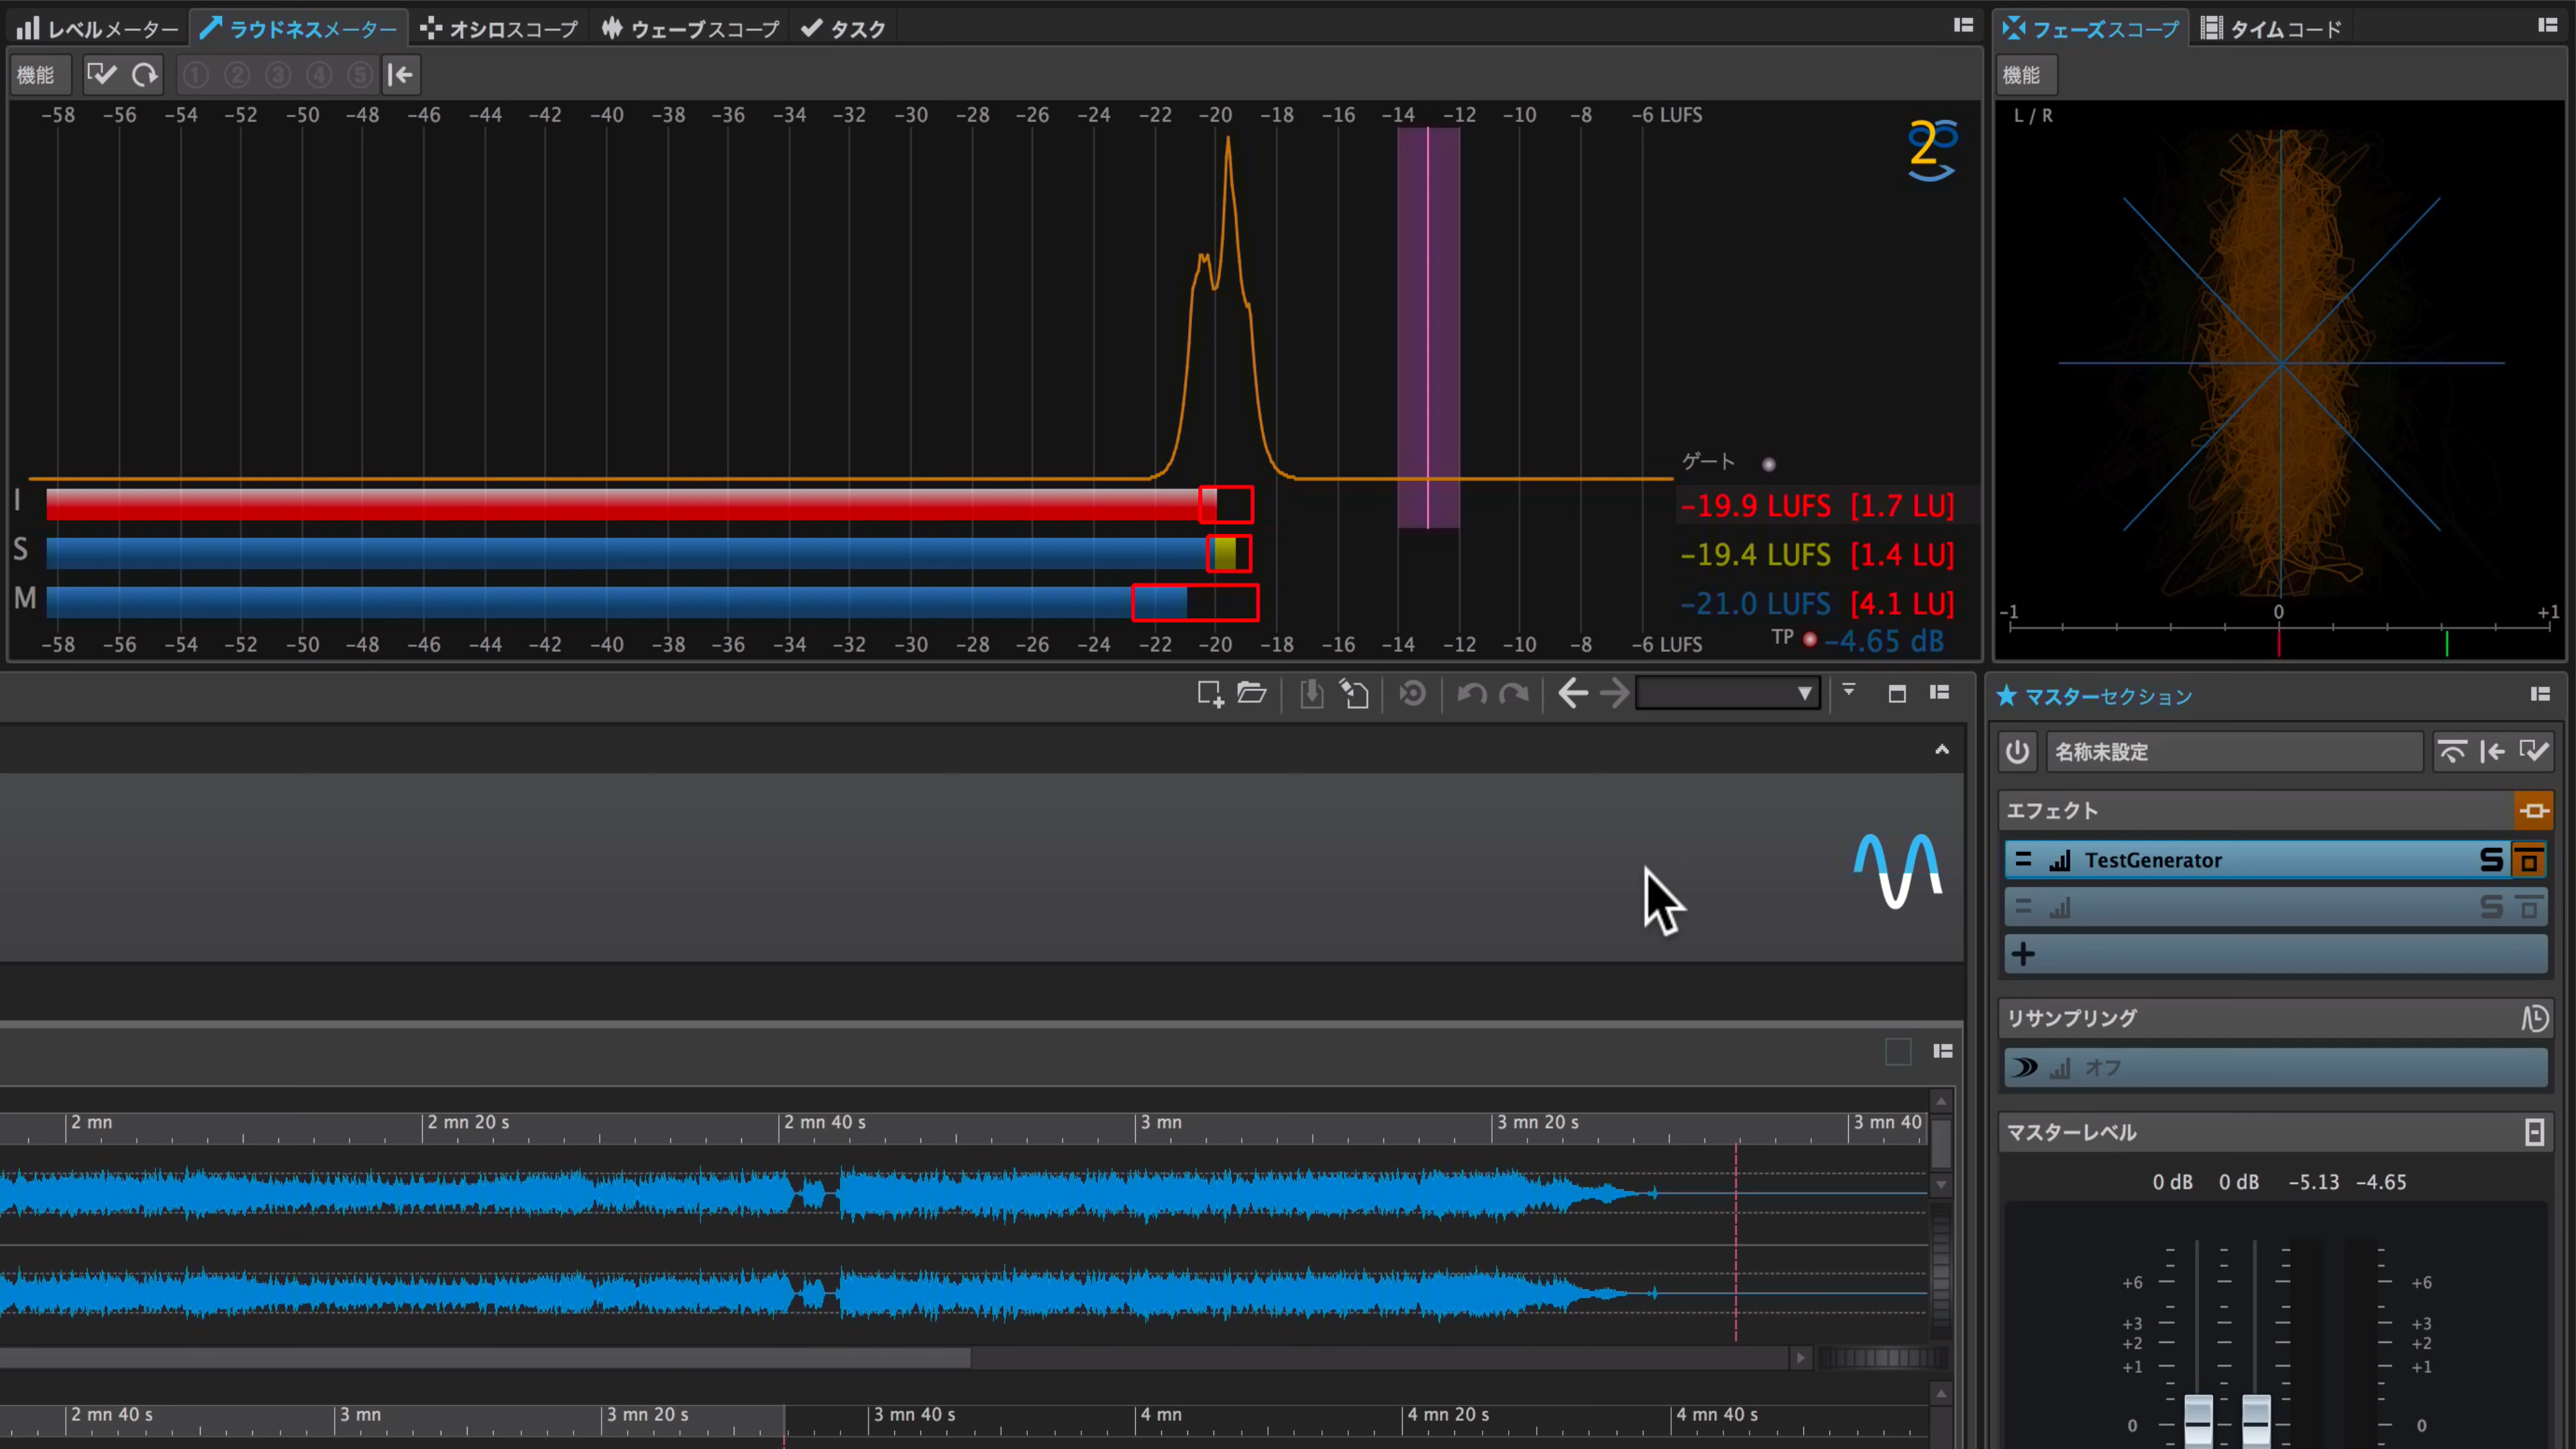 レベルメーター ラウドネスメーター オシロスコープ ウェーブスコープ タスク
機能 1 2 3 4 5
-58 -56 -54 -52 -50 -48 -46 -44 -42 -40 -38 -36 -34 -32 -30 -28 -26 -24 -22 -20 -18 -16 -14 -12 -10 -8 -6 LUFS
ゲート
I -19.9 LUFS [1.7 LU]
S -19.4 LUFS [1.4 LU]
M -21.0 LUFS [4.1 LU]
-58 -56 -54 -52 -50 -48 -46 -44 -42 -40 -38 -36 -34 -32 -30 -28 -26 -24 -22 -20 -18 -16 -14 -12 -10 -8 -6 LUFS
TP -4.65 dB
フェーズスコープ タイムコード
機能
L / R
-1 0 +1
マスターセクション
名称未設定
エフェクト
TestGenerator S
S
リサンプリング
オフ
マスターレベル
0 dB 0 dB -5.13 -4.65
+6 +6
+3 +3
+2 +2
+1 +1
0 0
2 mn 2 mn 20 s 2 mn 40 s 3 mn 3 mn 20 s 3 mn 40
2 mn 40 s 3 mn 3 mn 20 s 3 mn 40 s 4 mn 4 mn 20 s 4 mn 40 s